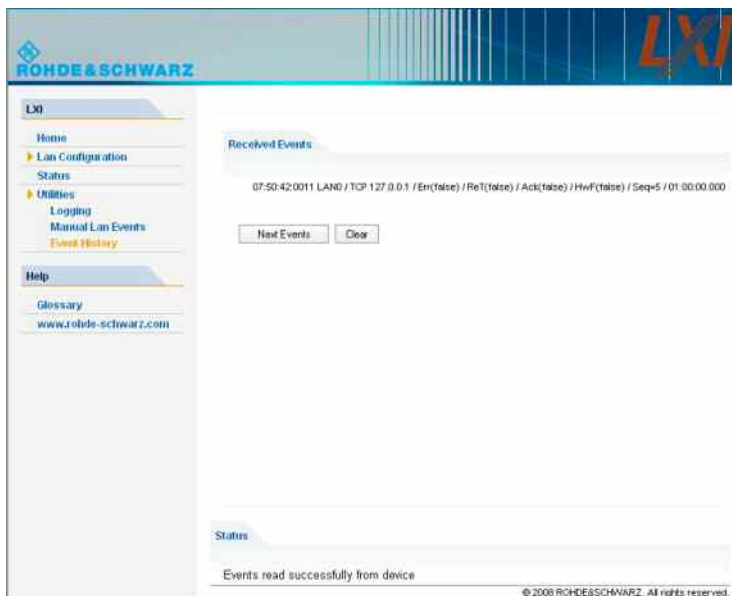 ROHDE&SCHWARZ
LXI
LXI
Home
Lan Configuration
Status
Utilities
Logging
Manual Lan Events
Event History
Help
Glossary
www.rohde-schwarz.com
Received Events
07:50:42:0011 LAN0 / TCP 127.0.0.1 / Err(false) / ReT(false) / Ack(false) / HwF(false) / Seq=5 / 01:00:00.000
Next Events Clear
Status
Events read successfully from device
© 2008 ROHDE&SCHWARZ. All rights reserved.